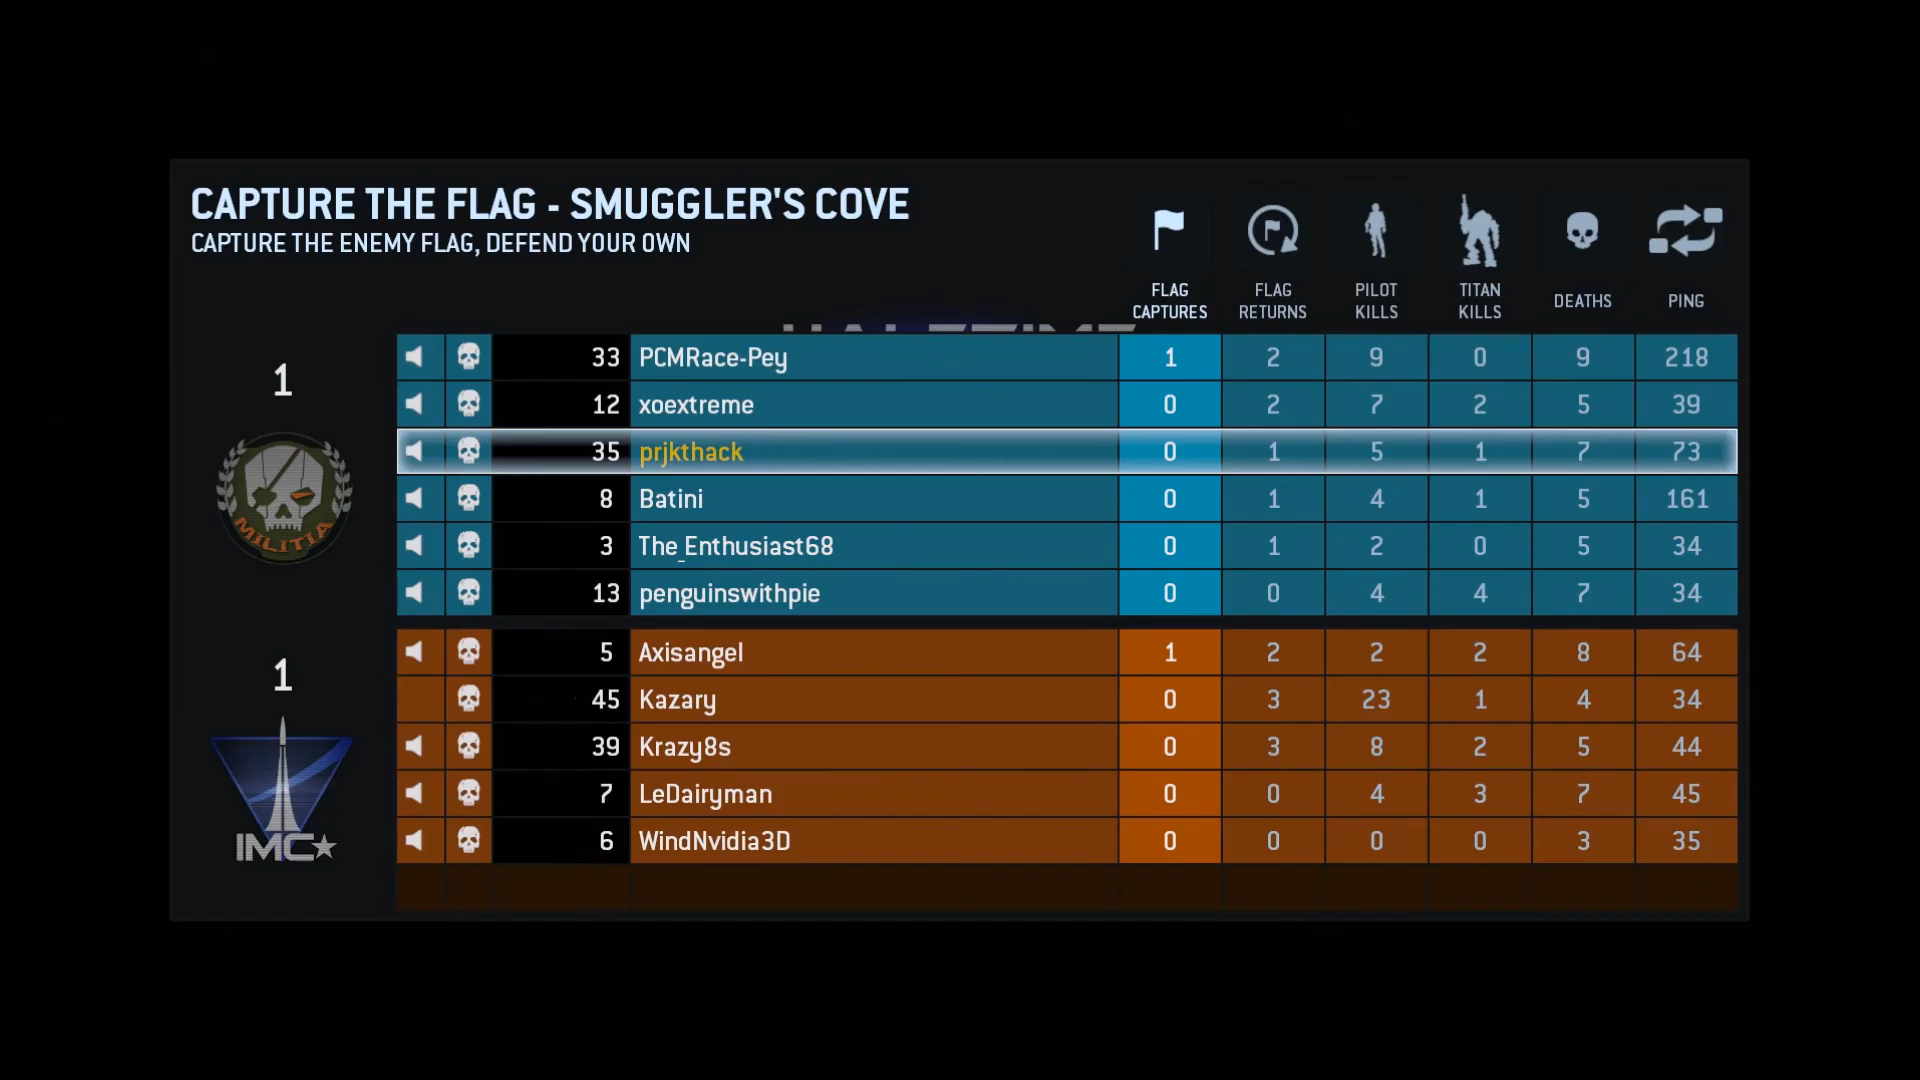 CAPTURE THE FLAG - SMUGGLER'S COVE
CAPTURE THE ENEMY FLAG, DEFEND YOUR OWN
FLAG CAPTURES FLAG RETURNS PILOT KILLS TITAN KILLS DEATHS PING
1
MILITIA
33 PCMRace-Pey 1 2 9 0 9 218
12 xoextreme 0 2 7 2 5 39
35 prjkthack 0 1 5 1 7 73
8 Batini 0 1 4 1 5 161
3 The_Enthusiast68 0 1 2 0 5 34
13 penguinswithpie 0 0 4 4 7 34
1
IMC
5 Axisangel 1 2 2 2 8 64
45 Kazary 0 3 23 1 4 34
39 Krazy8s 0 3 8 2 5 44
7 LeDairyman 0 0 4 3 7 45
6 WindNvidia3D 0 0 0 0 3 35